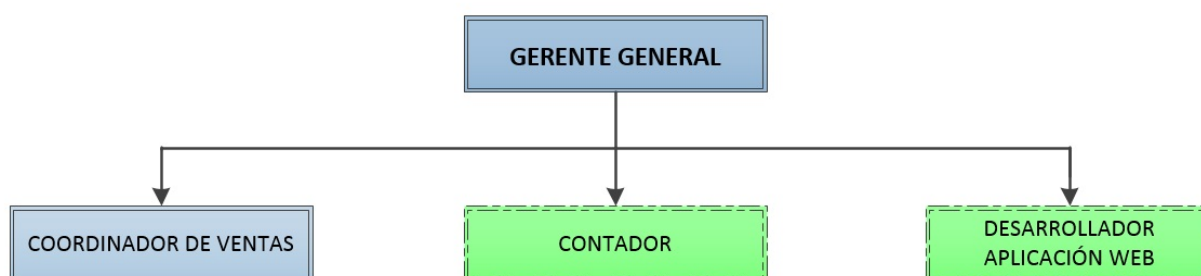 GERENTE GENERAL
COORDINADOR DE VENTAS
CONTADOR
DESARROLLADOR
APLICACIÓN WEB